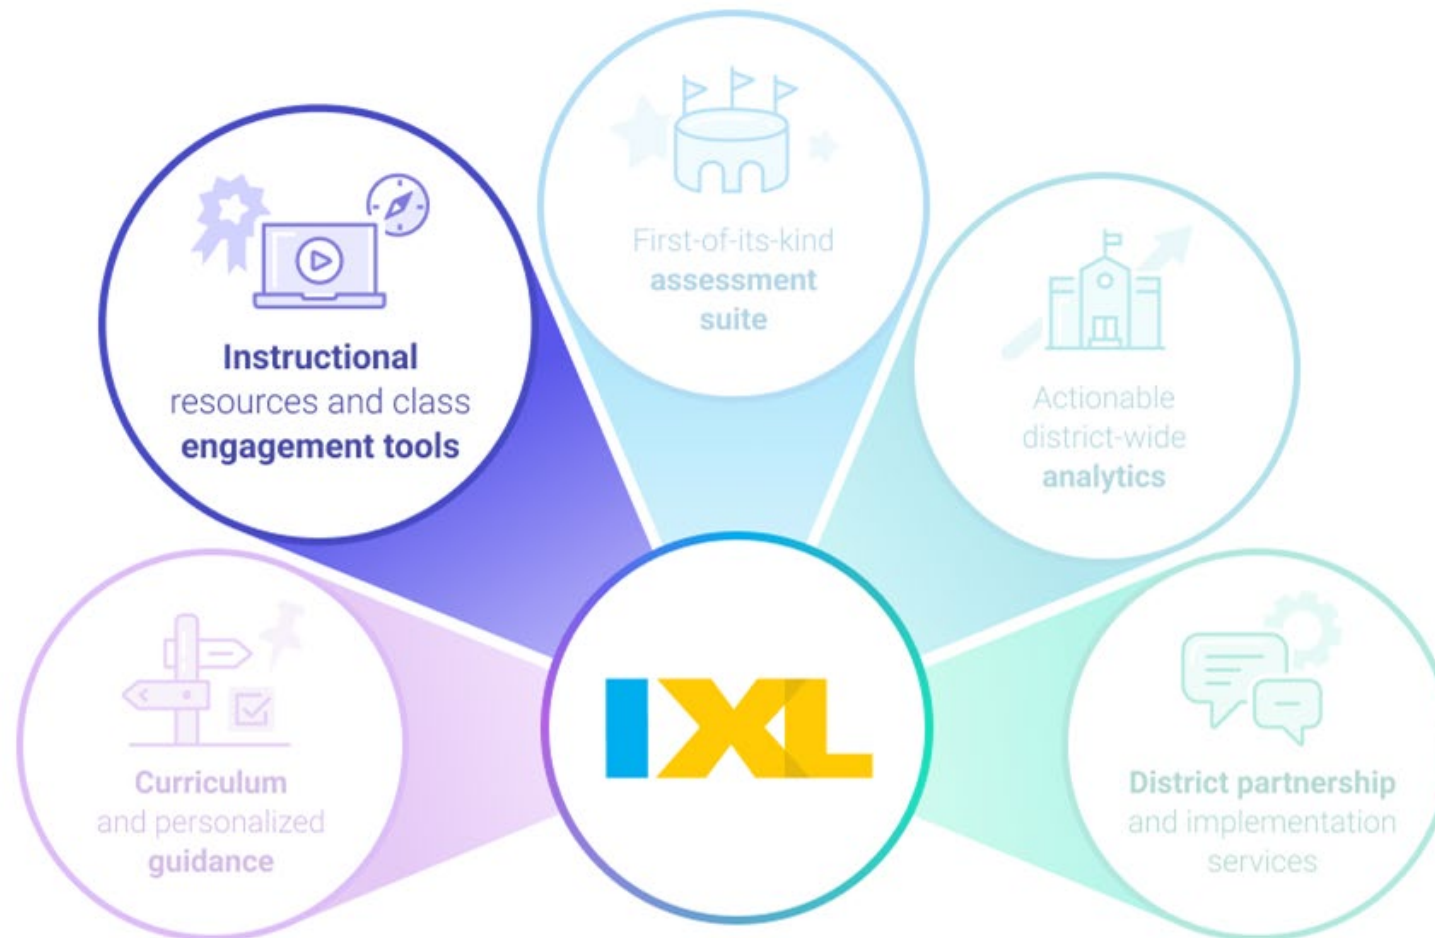 First-of-its-kind
assessment
suite
Instructional
resources and class
engagement tools
Actionable
district-wide
analytics
Curriculum
and personalized
guidance
IXL
District partnership
and implementation
services